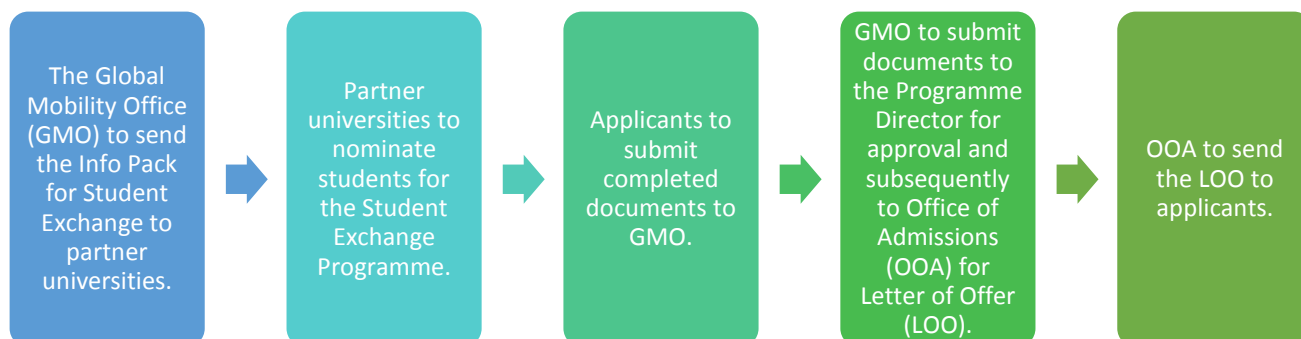 The Global
Mobility Office
(GMO) to send
the Info Pack
for Student
Exchange to
partner
universities.
Partner
universities to
nominate
students for
the Student
Exchange
Programme.
Applicants to
submit
completed
documents to
GMO.
GMO to submit
documents to
the Programme
Director for
approval and
subsequently
to Office of
Admissions
(OOA) for
Letter of Offer
(LOO).
OOA to send
the LOO to
applicants.